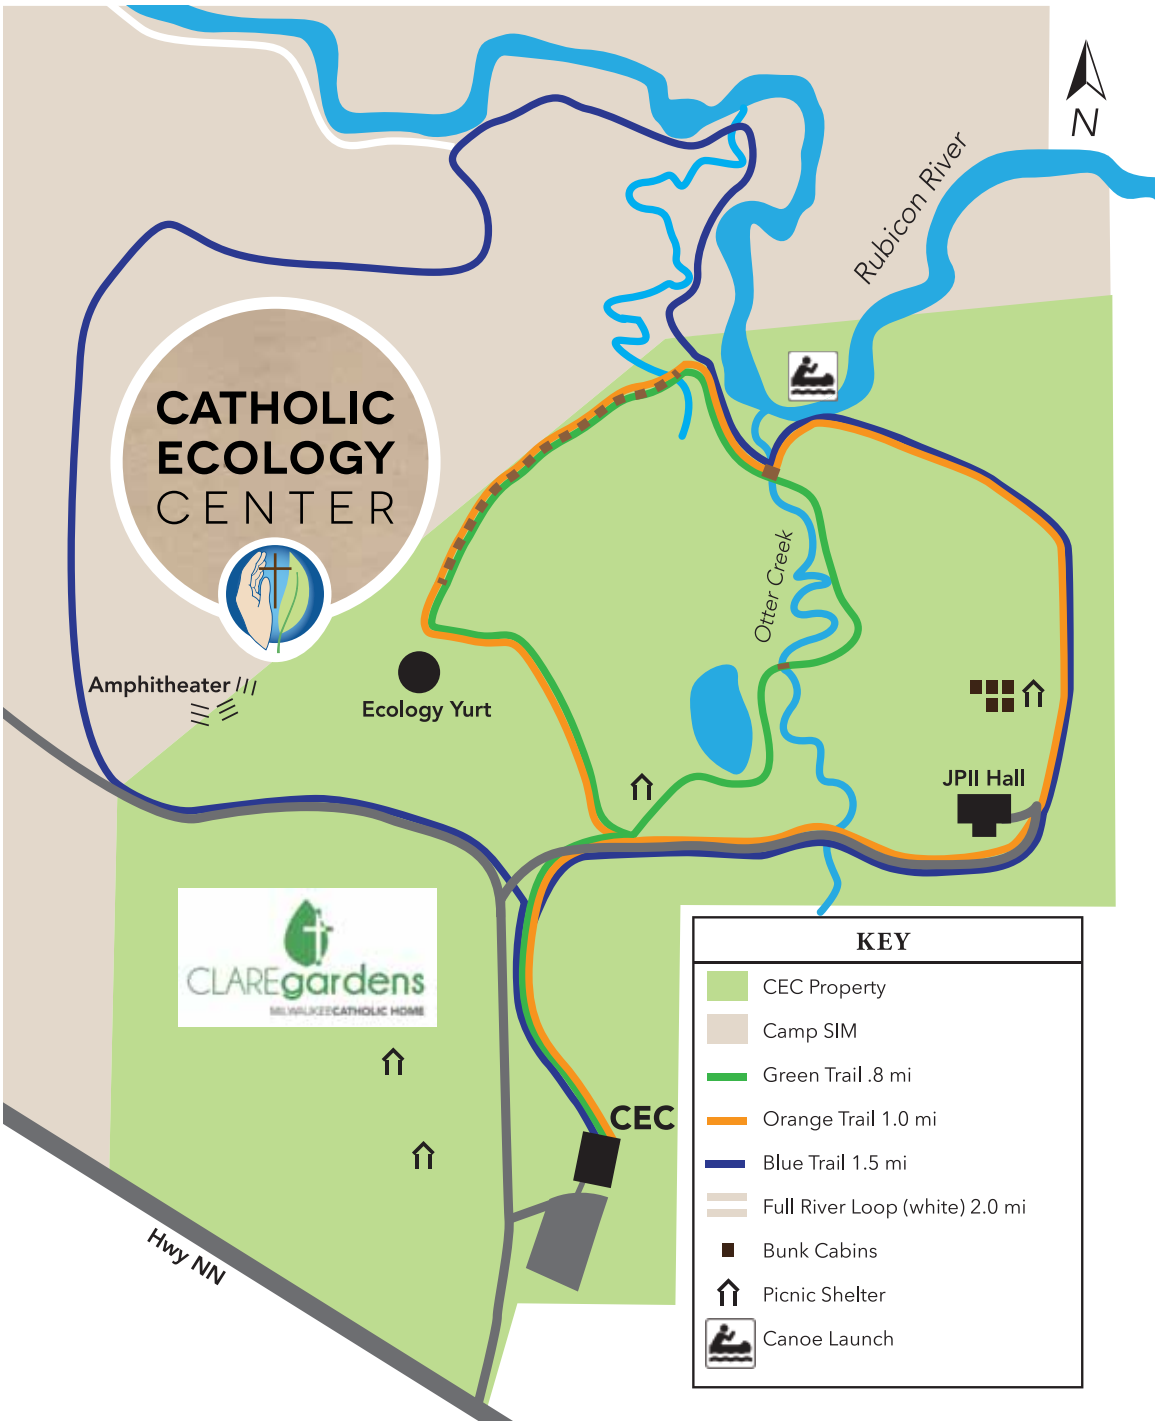 N
Rubicon River
CATHOLIC
ECOLOGY
CENTER
Otter Creek
Amphitheater
Ecology Yurt
JPII Hall
CLAREgardens
MILWAUKEECATHOLIC HOME
CEC
Hwy NN
KEY
CEC Property
Camp SIM
Green Trail .8 mi
Orange Trail 1.0 mi
Blue Trail 1.5 mi
Full River Loop (white) 2.0 mi
Bunk Cabins
Picnic Shelter
Canoe Launch